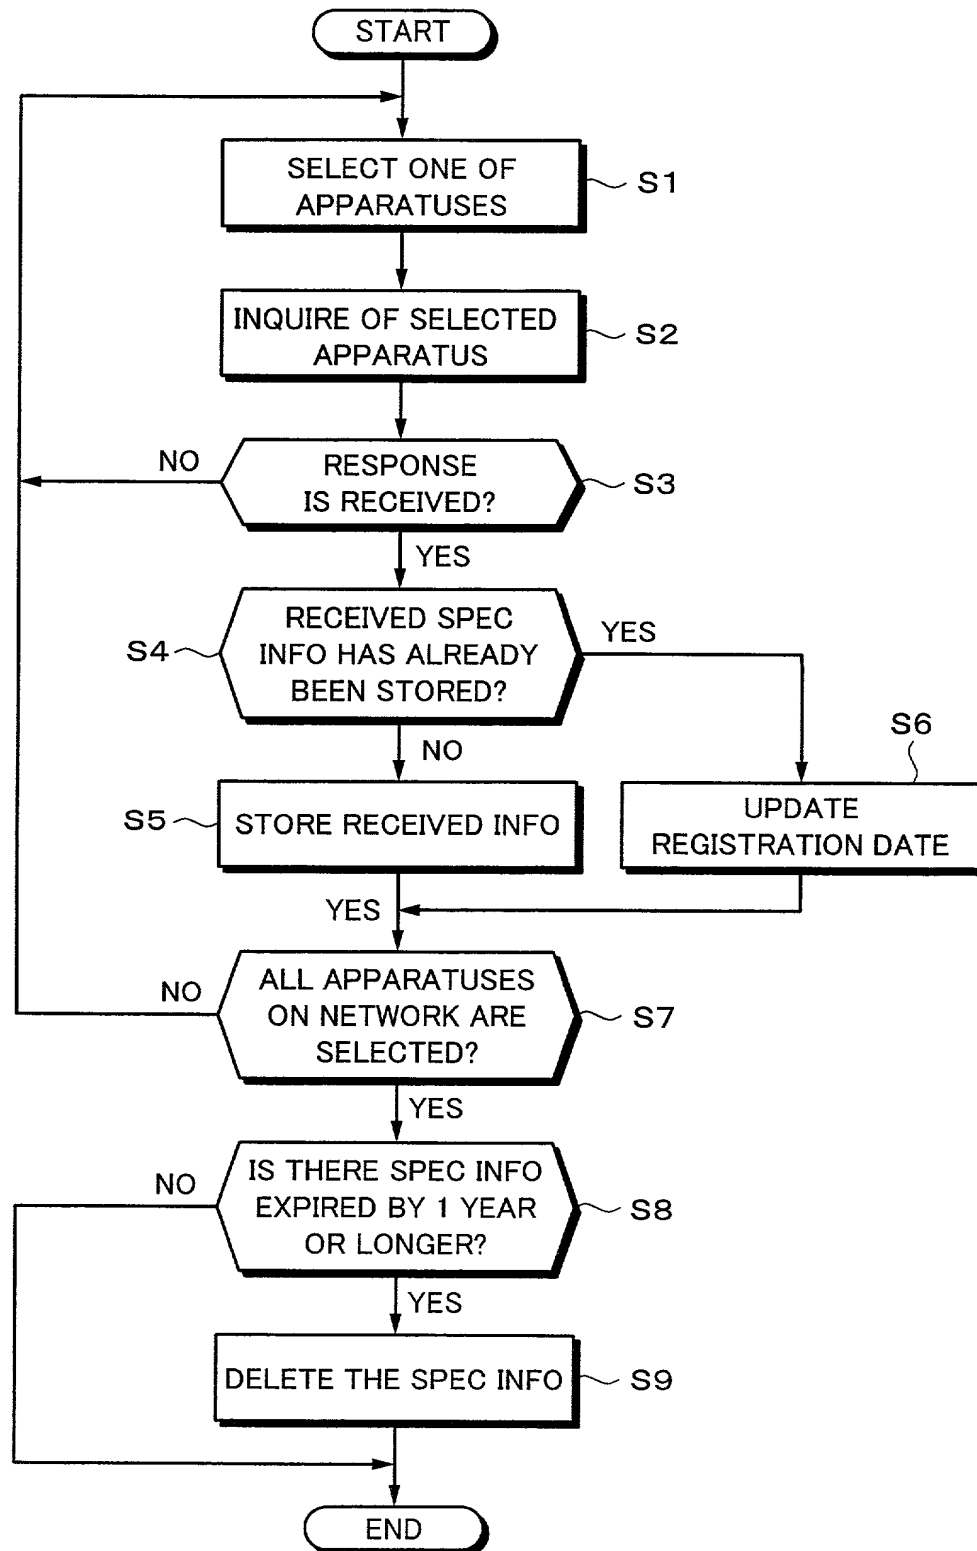 START
SELECT ONE OF
APPARATUSES
S1
INQUIRE OF SELECTED
APPARATUS
S2
NO
RESPONSE
IS RECEIVED?
S3
YES
S4
RECEIVED SPEC
INFO HAS ALREADY
BEEN STORED?
YES
NO
S6
S5
STORE RECEIVED INFO
UPDATE
REGISTRATION DATE
YES
NO
ALL APPARATUSES
ON NETWORK ARE
SELECTED?
S7
YES
NO
IS THERE SPEC INFO
EXPIRED BY 1 YEAR
OR LONGER?
S8
YES
DELETE THE SPEC INFO
S9
END